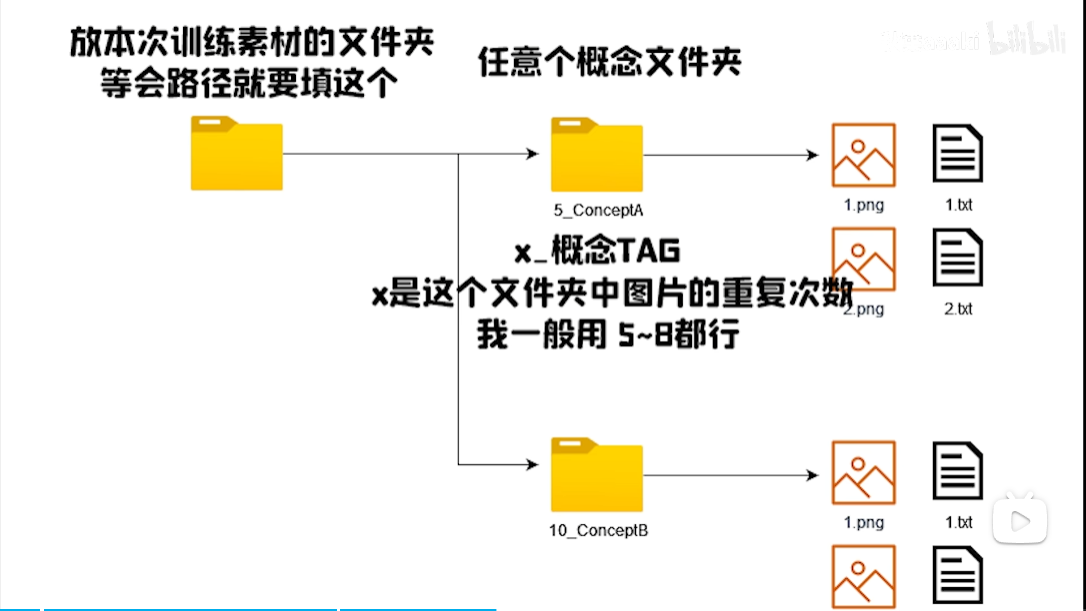 放本次训练素材的文件夹
等会路径就要填这个
任意个概念文件夹
bilibili
5_ConceptA
1.png
1.txt
x_概念TAG
x是这个文件夹中图片的重复次数
2.png
2.txt
我一般用 5~8都行
10_ConceptB
1.png
1.txt